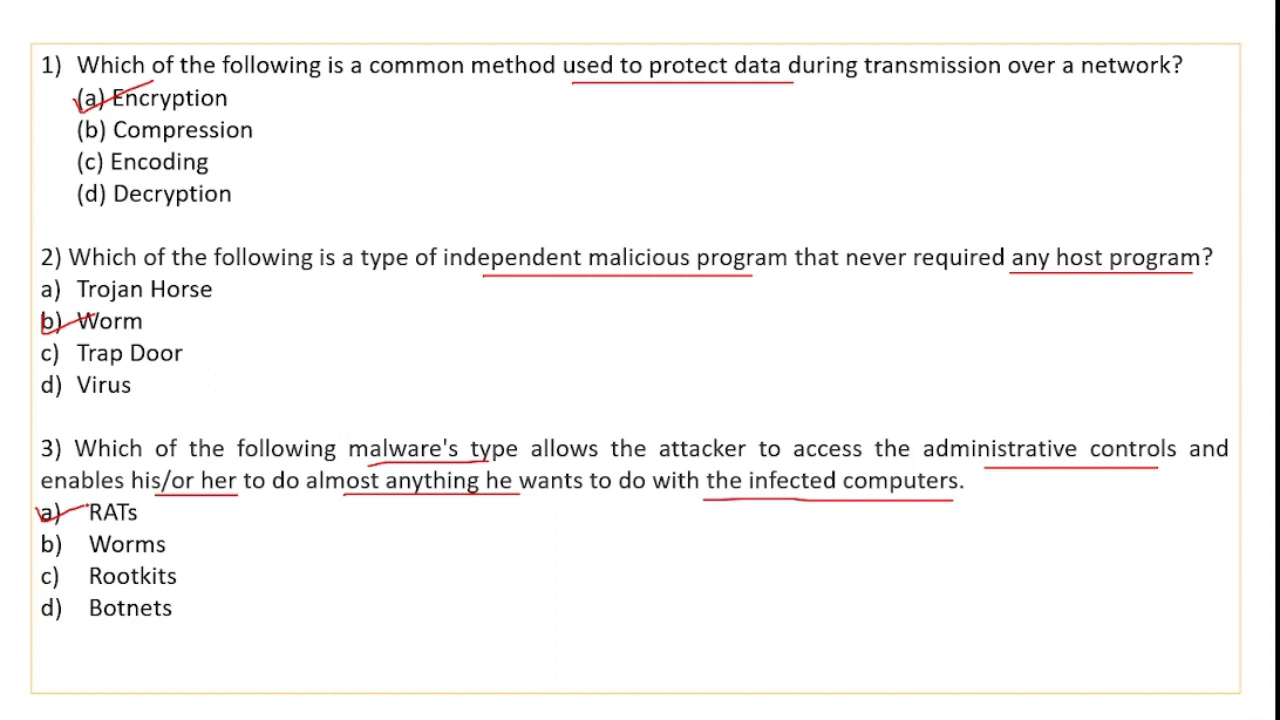 1) Which of the following is a common method used to protect data during transmission over a network?
(a) Encryption
(b) Compression
(c) Encoding
(d) Decryption
2) Which of the following is a type of independent malicious program that never required any host program?
a) Trojan Horse
b) Worm
c) Trap Door
d) Virus
3) Which of the following malware's type allows the attacker to access the administrative controls and
enables his/or her to do almost anything he wants to do with the infected computers.
a) RATs
b) Worms
c) Rootkits
d) Botnets